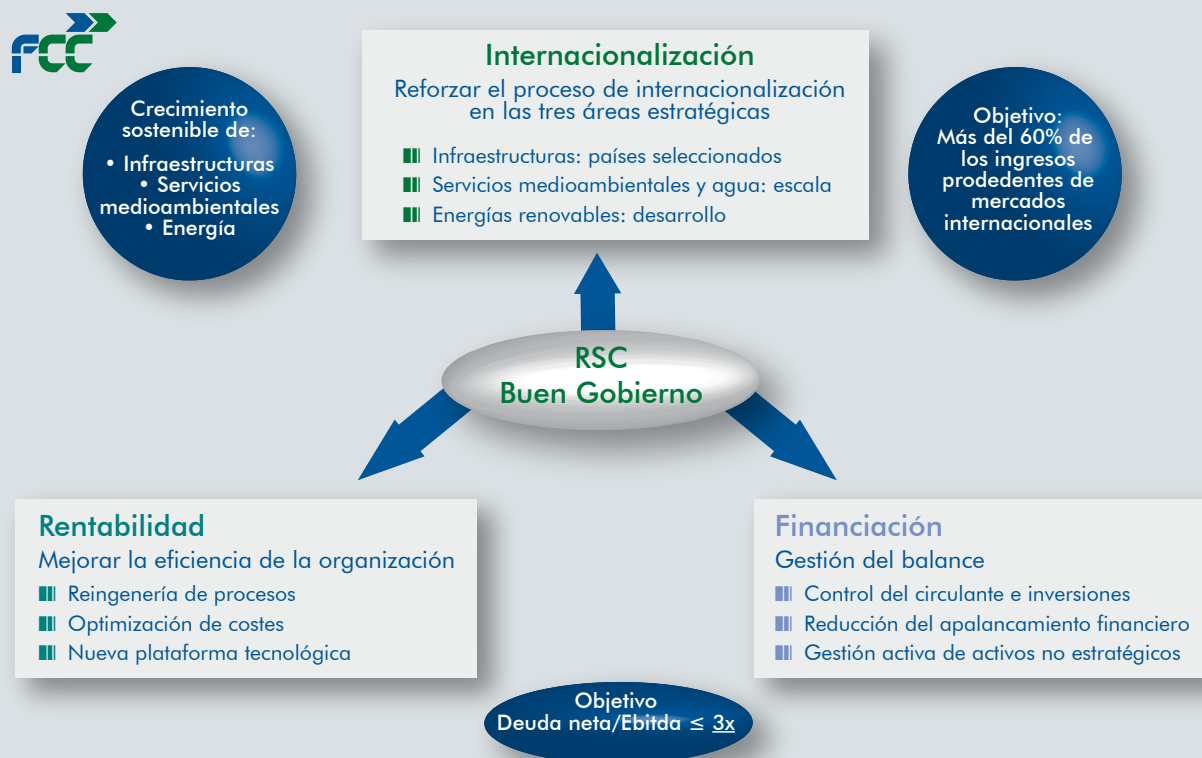 FCC
Crecimiento
sostenible de:
• Infraestructuras
• Servicios
medioambientales
• Energía
Internacionalización
Reforzar el proceso de internacionalización
en las tres áreas estratégicas
Infraestructuras: países seleccionados
Servicios medioambientales y agua: escala
Energías renovables: desarrollo
Objetivo:
Más del 60% de
los ingresos
prodedentes de
mercados
internacionales
RSC
Buen Gobierno
Rentabilidad
Mejorar la eficiencia de la organización
Reingenería de procesos
Optimización de costes
Nueva plataforma tecnológica
Financiación
Gestión del balance
Control del circulante e inversiones
Reducción del apalancamiento financiero
Gestión activa de activos no estratégicos
Objetivo
Deuda neta/Ebitda ≤ 3x